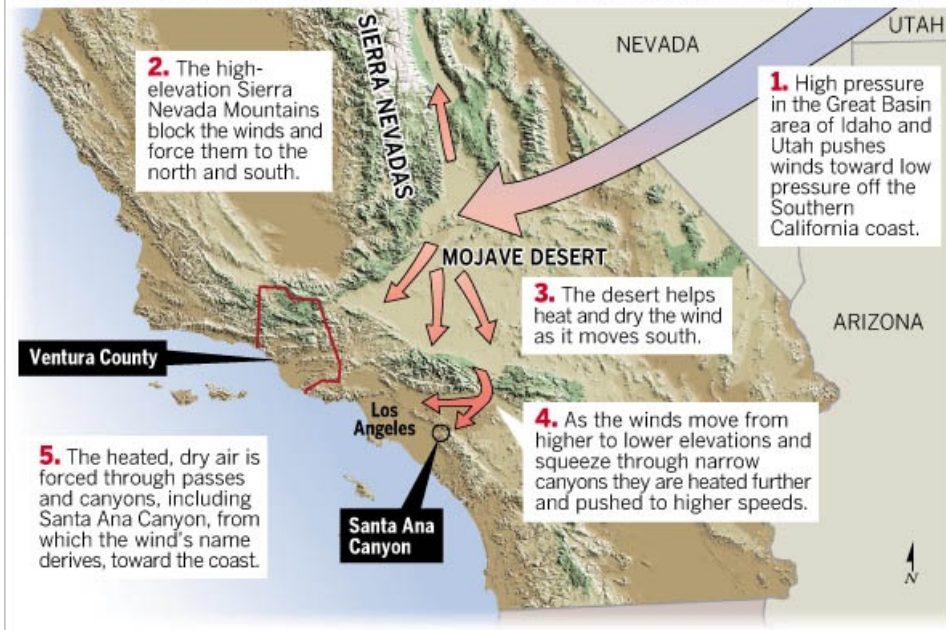 NEVADA
UTAH
SIERRA NEVADAS
2. The high-
elevation Sierra
Nevada Mountains
block the winds and
force them to the
north and south.
1. High pressure
in the Great Basin
area of Idaho and
Utah pushes
winds toward low
pressure off the
Southern
California coast.
MOJAVE DESERT
3. The desert helps
heat and dry the wind
as it moves south.
ARIZONA
Ventura County
Los
Angeles
4. As the winds move from
higher to lower elevations and
squeeze through narrow
canyons they are heated further
and pushed to higher speeds.
5. The heated, dry air is
forced through passes
and canyons, including
Santa Ana Canyon, from
which the wind's name
derives, toward the coast.
Santa Ana
Canyon
N